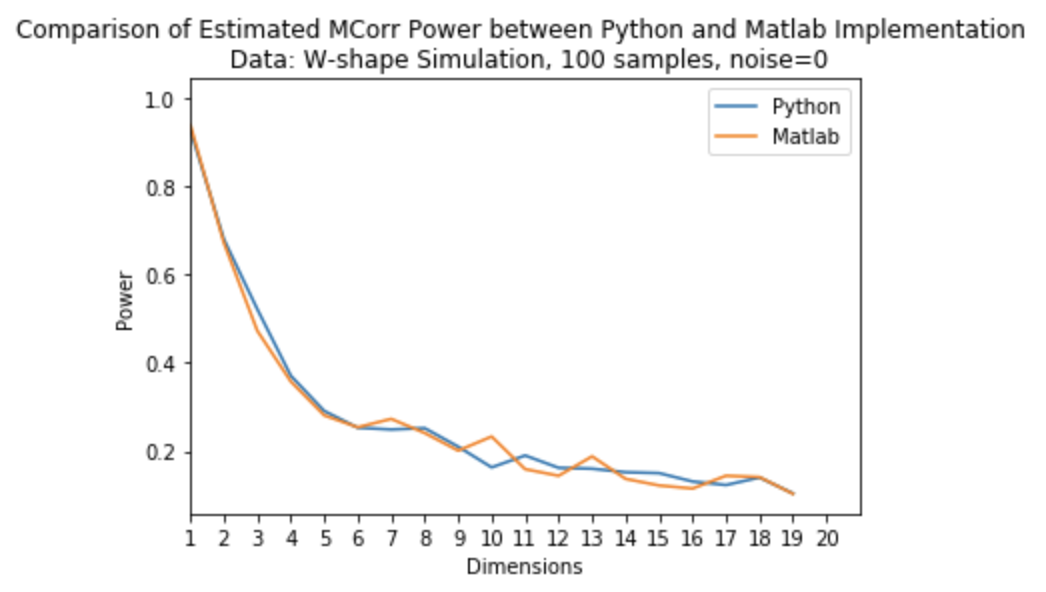 Comparison of Estimated MCorr Power between Python and Matlab Implementation
Data: W-shape Simulation, 100 samples, noise=0
Python
Matlab
1.0
0.8
0.6
0.4
0.2
Power
1 2 3 4 5 6 7 8 9 10 11 12 13 14 15 16 17 18 19 20
Dimensions